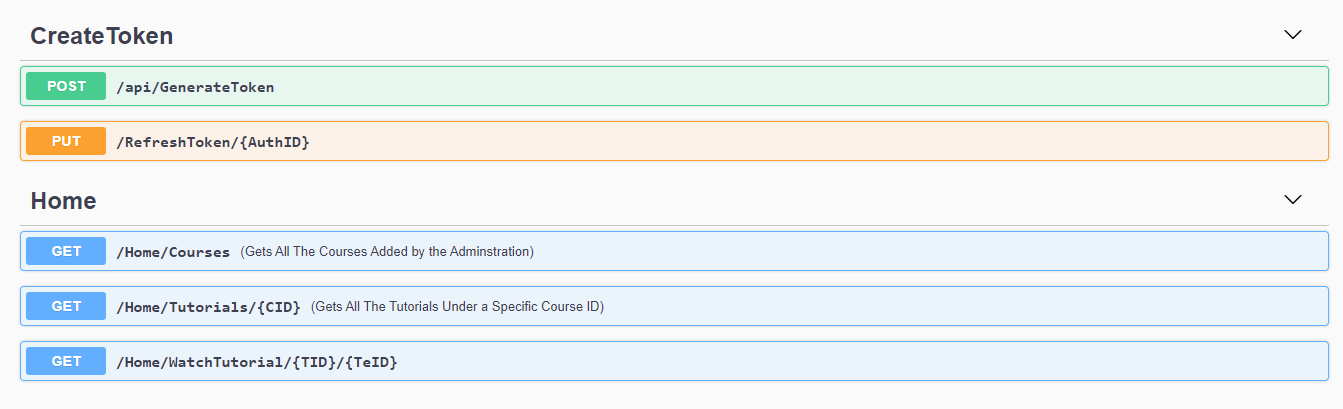 CreateToken
POST /api/GenerateToken
PUT /RefreshToken/{AuthID}
Home
GET /Home/Courses (Gets All The Courses Added by the Adminstration)
GET /Home/Tutorials/{CID} (Gets All The Tutorials Under a Specific Course ID)
GET /Home/WatchTutorial/{TID}/{TeID}